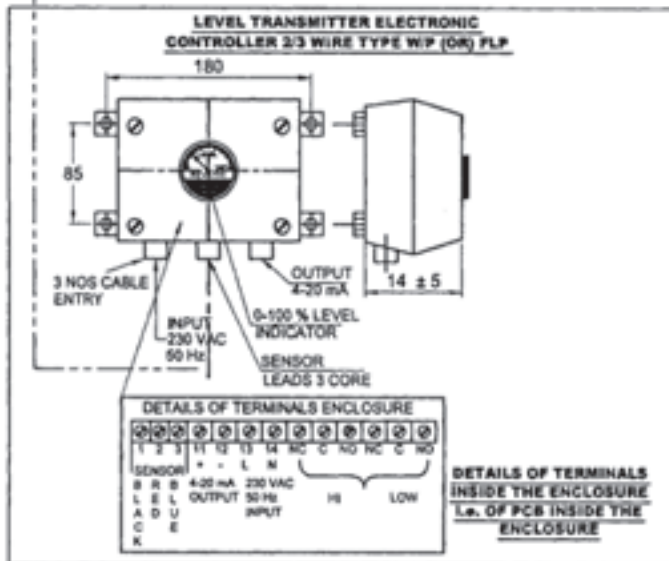 LEVEL TRANSMITTER ELECTRONIC
CONTROLLER 2/3 WIRE TYPE W/P (OR) FLP
180
85
14 ±5
3 NOS CABLE
ENTRY
INPUT
230 VAC
50 Hz
OUTPUT
4-20 mA
0-100 % LEVEL
INDICATOR
SENSOR
LEADS 3 CORE
DETAILS OF TERMINALS ENCLOSURE
1 2 3 11 12 13 14 NC C NO NC C NO
+ - L N
SENSOR
BLACK
RED
BLUE
4-20 mA
OUTPUT
230 VAC
50 Hz
INPUT
HI
LOW
DETAILS OF TERMINALS
INSIDE THE ENCLOSURE
i.e. OF PCB INSIDE THE
ENCLOSURE